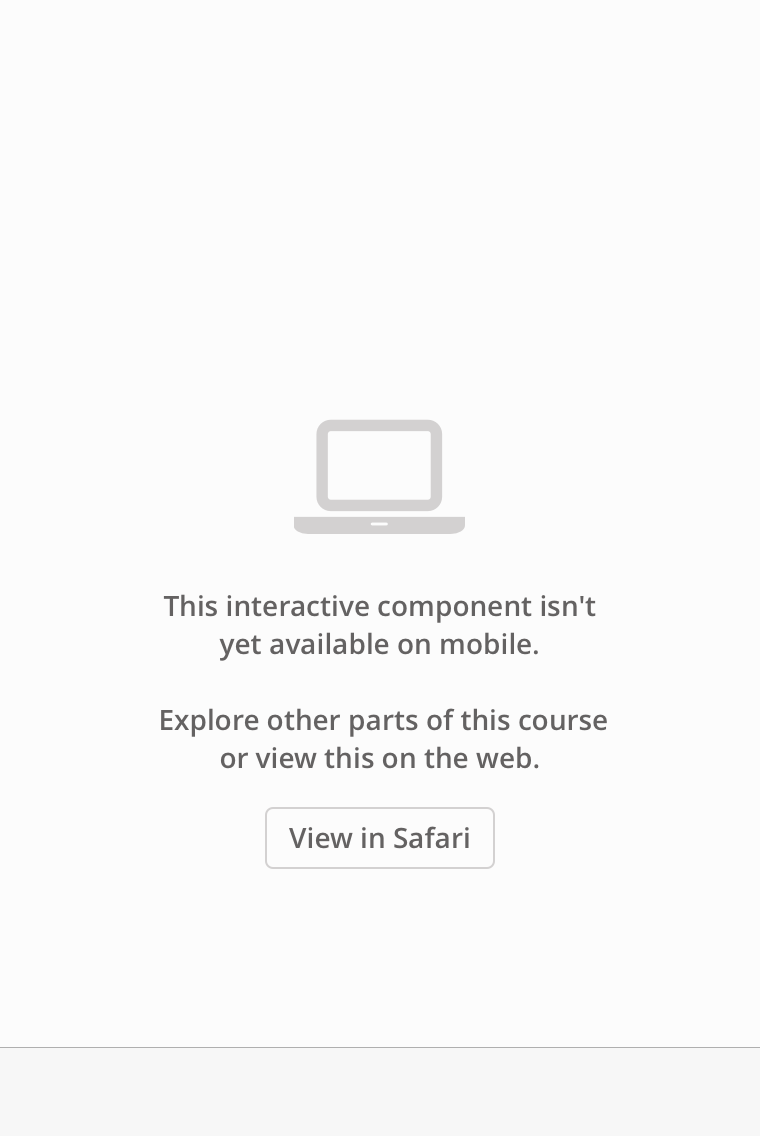 This interactive component isn't
yet available on mobile.
Explore other parts of this course
or view this on the web.
View in Safari